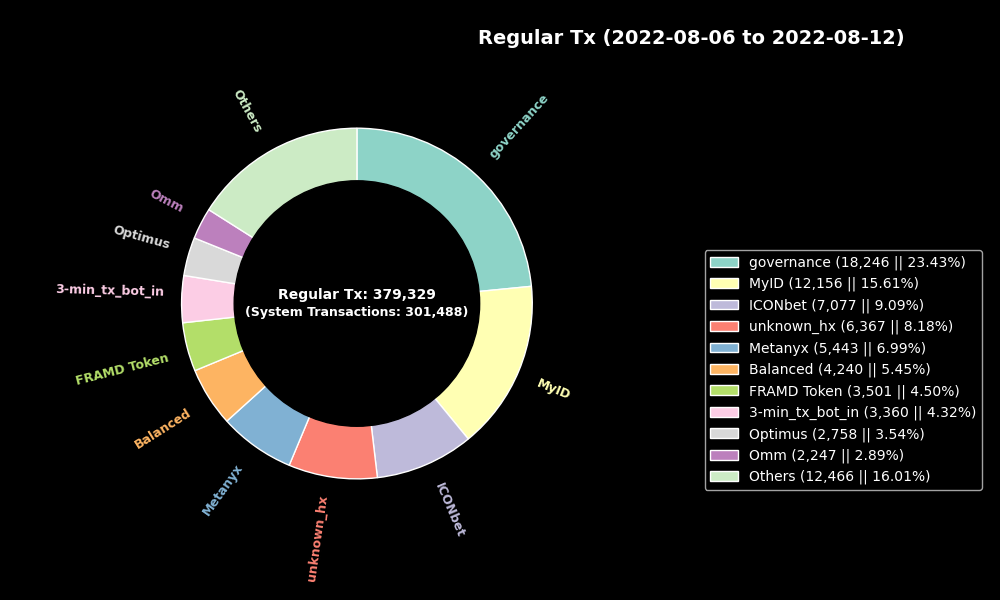 Regular Tx (2022-08-06 to 2022-08-12)
governance
Others
Omm
Optimus
3-min_tx_bot_in
FRAMD Token
Balanced
Metanyx
unknown_hx
ICONbet
MyID
Regular Tx: 379,329
(System Transactions: 301,488)
governance (18,246 || 23.43%)
MyID (12,156 || 15.61%)
ICONbet (7,077 || 9.09%)
unknown_hx (6,367 || 8.18%)
Metanyx (5,443 || 6.99%)
Balanced (4,240 || 5.45%)
FRAMD Token (3,501 || 4.50%)
3-min_tx_bot_in (3,360 || 4.32%)
Optimus (2,758 || 3.54%)
Omm (2,247 || 2.89%)
Others (12,466 || 16.01%)